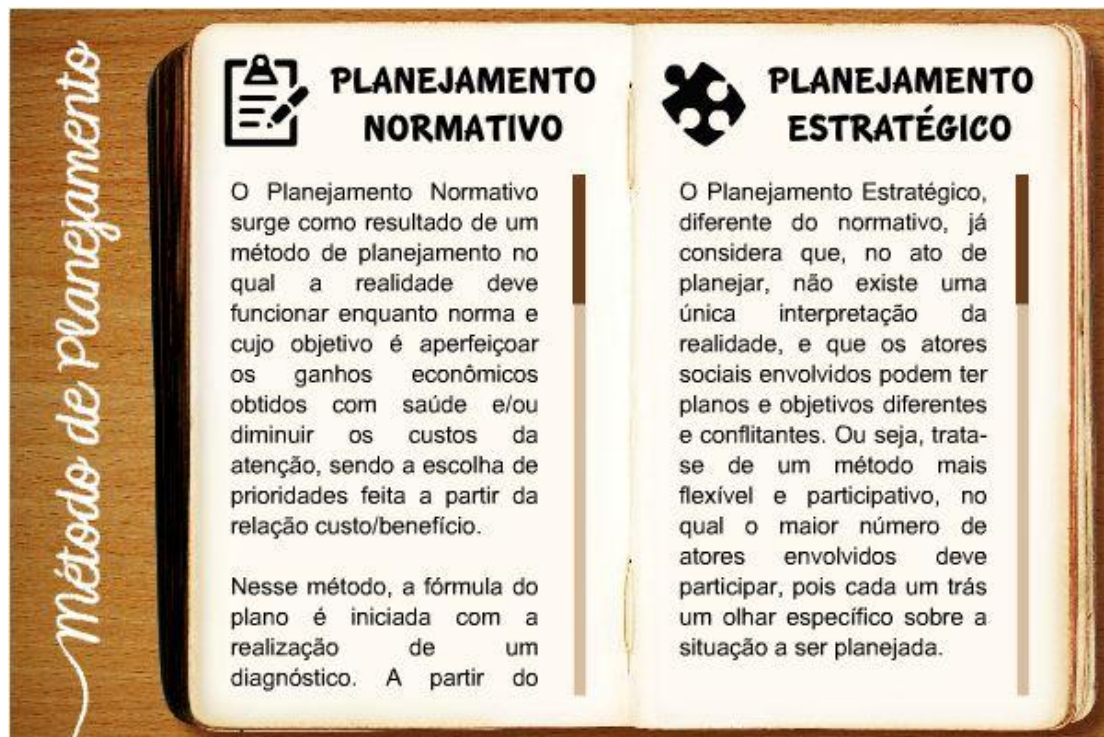 Método de Planejamento
PLANEJAMENTO
NORMATIVO
O Planejamento Normativo
surge como resultado de um
método de planejamento no
qual a realidade deve
funcionar enquanto norma e
cujo objetivo é aperfeiçoar
os ganhos econômicos
obtidos com saúde e/ou
diminuir os custos da
atenção, sendo a escolha de
prioridades feita a partir da
relação custo/benefício.
Nesse método, a fórmula do
plano é iniciada com a
realização de um
diagnóstico. A partir do
PLANEJAMENTO
ESTRATÉGICO
O Planejamento Estratégico,
diferente do normativo, já
considera que, no ato de
planejar, não existe uma
única interpretação da
realidade, e que os atores
sociais envolvidos podem ter
planos e objetivos diferentes
e conflitantes. Ou seja, trata-
se de um método mais
flexível e participativo, no
qual o maior número de
atores envolvidos deve
participar, pois cada um trás
um olhar específico sobre a
situação a ser planejada.